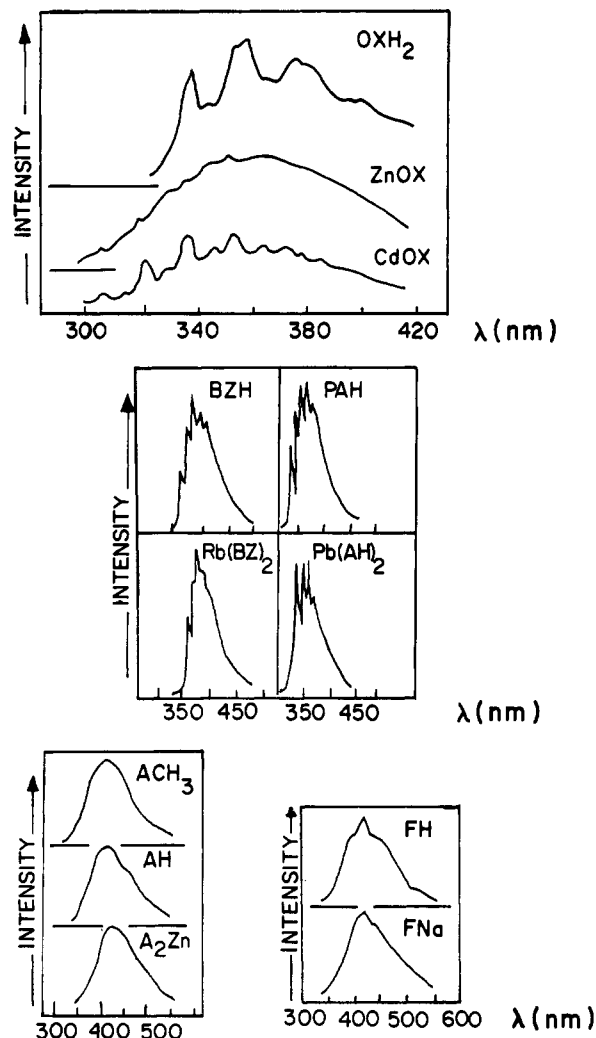 OXH2
ZnOX
CdOX
INTENSITY
300 340 380 420 λ(nm)
BZH PAH
Rb(BZ)2 Pb(AH)2
INTENSITY
350 450 350 450 λ(nm)
ACH3
AH
A2Zn
INTENSITY
300 400 500
FH
FNa
INTENSITY
300 400 500 600 λ(nm)